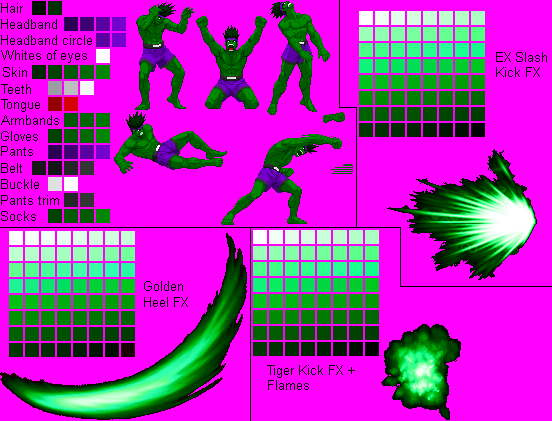 Hair
Headband
Headband circle
Whites of eyes
Skin
Teeth
Tongue
Armbands
Gloves
Pants
Belt
Buckle
Pants trim
Socks
EX Slash
Kick FX
Golden
Heel FX
Tiger Kick FX +
Flames